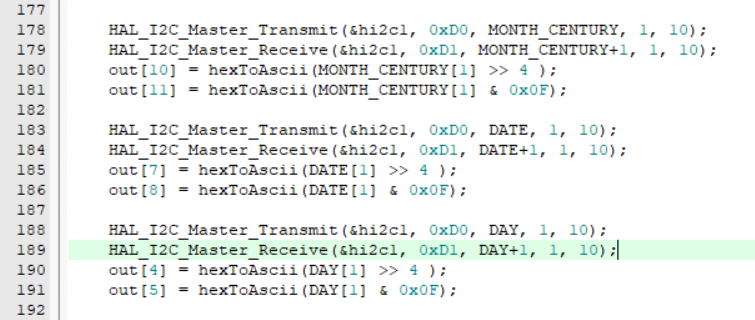 177
178 HAL_I2C_Master_Transmit(&hi2c1, 0xD0, MONTH_CENTURY, 1, 10);
179 HAL_I2C_Master_Receive(&hi2c1, 0xD1, MONTH_CENTURY+1, 1, 10);
180 out[10] = hexToAscii(MONTH_CENTURY[1] >> 4 );
181 out[11] = hexToAscii(MONTH_CENTURY[1] & 0x0F);
182
183 HAL_I2C_Master_Transmit(&hi2c1, 0xD0, DATE, 1, 10);
184 HAL_I2C_Master_Receive(&hi2c1, 0xD1, DATE+1, 1, 10);
185 out[7] = hexToAscii(DATE[1] >> 4 );
186 out[8] = hexToAscii(DATE[1] & 0x0F);
187
188 HAL_I2C_Master_Transmit(&hi2c1, 0xD0, DAY, 1, 10);
189 HAL_I2C_Master_Receive(&hi2c1, 0xD1, DAY+1, 1, 10);
190 out[4] = hexToAscii(DAY[1] >> 4 );
191 out[5] = hexToAscii(DAY[1] & 0x0F);
192